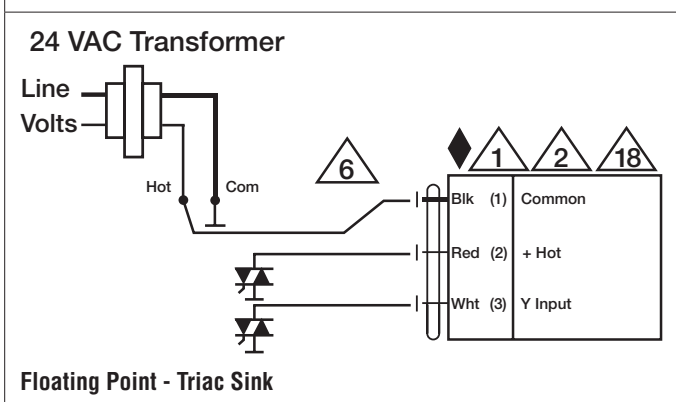 24 VAC Transformer
Line
Volts
Hot
Com
6
1
2
18
Blk (1) Common
Red (2) + Hot
Wht (3) Y Input
Floating Point - Triac Sink